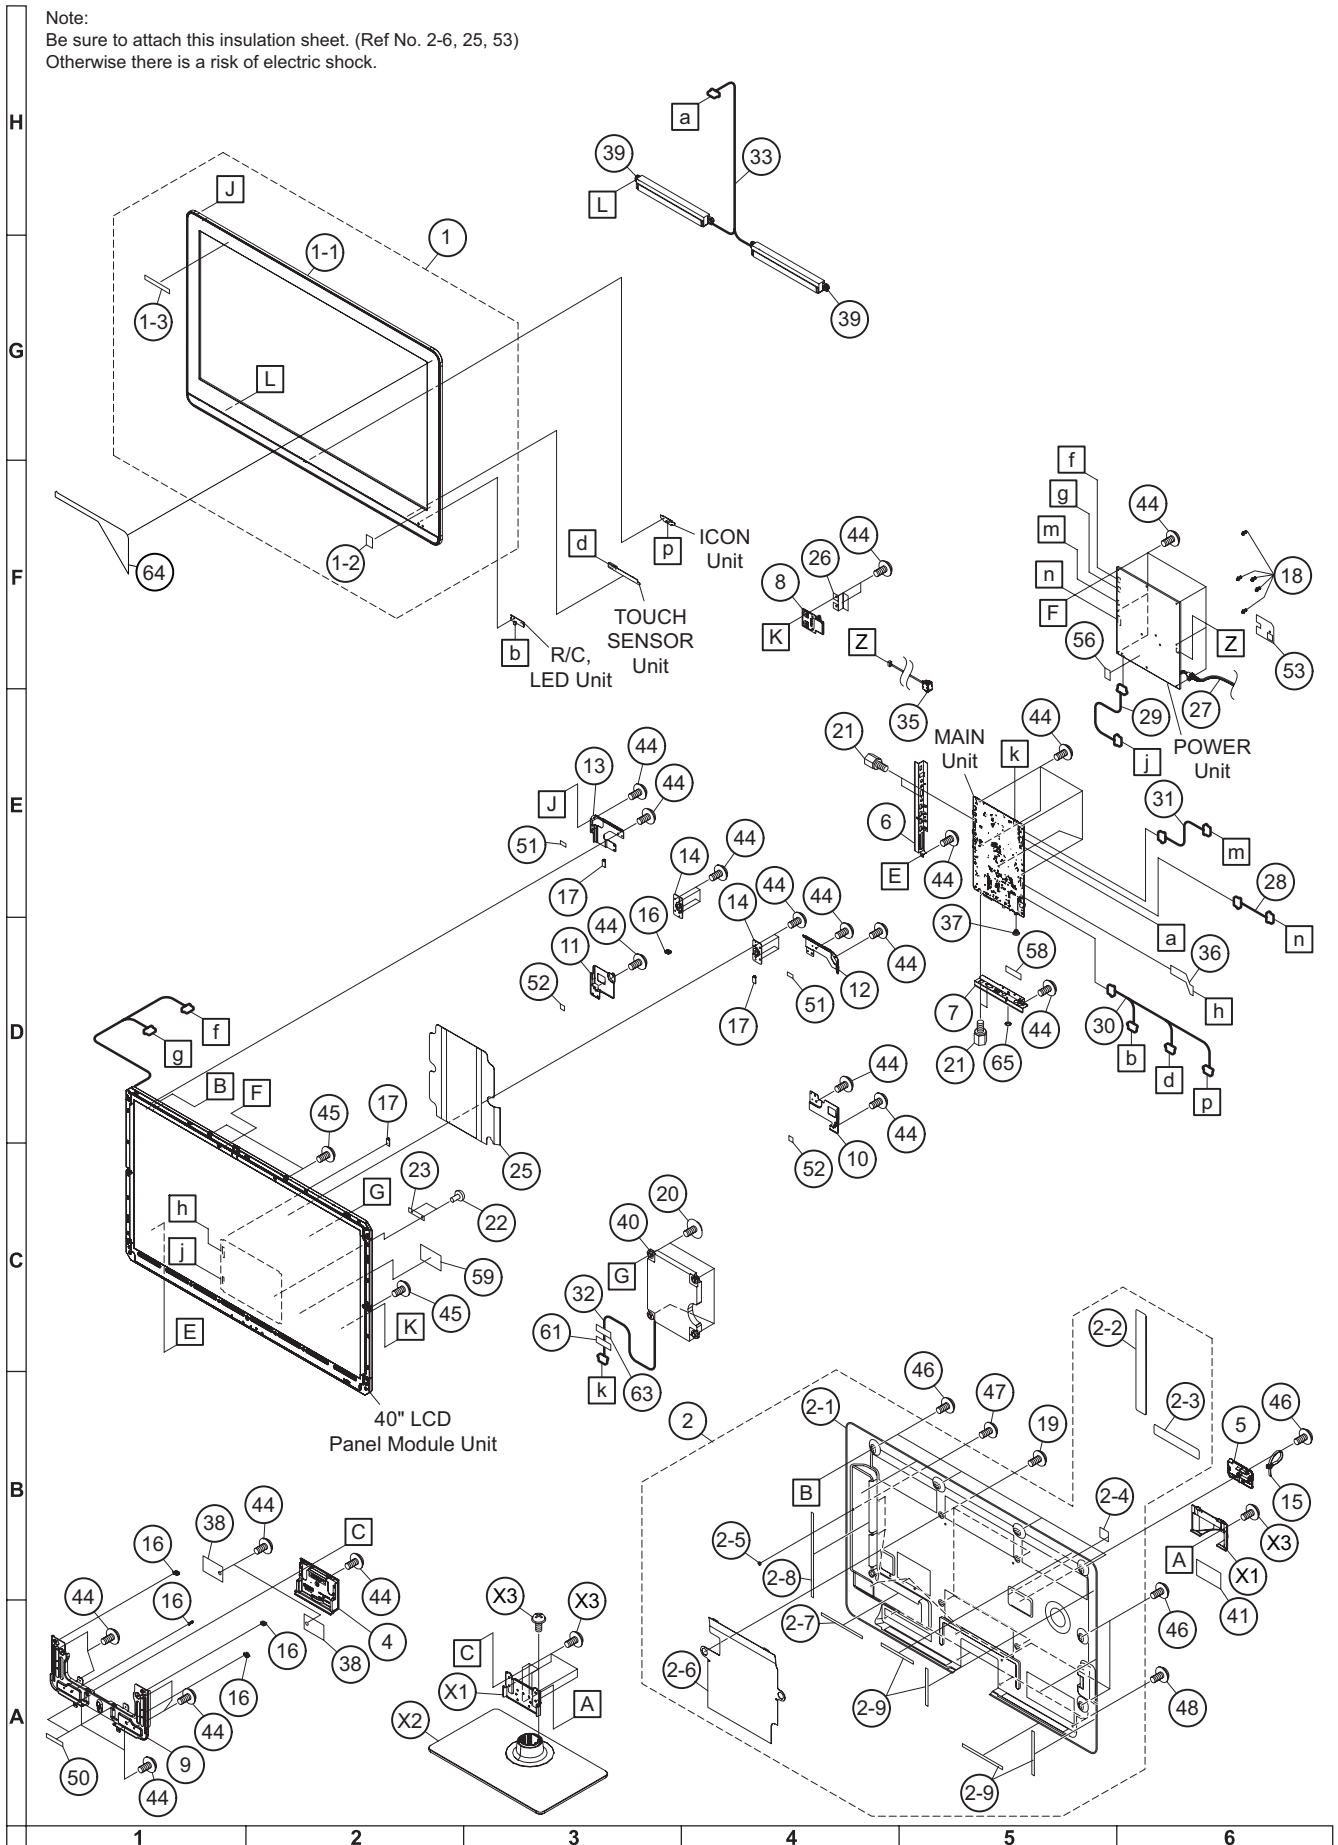 Note:
Be sure to attach this insulation sheet. (Ref No. 2-6, 25, 53)
Otherwise there is a risk of electric shock.
H
a
39
33
J
L
1
1-1
G
1-3
39
L
f
g
44
m
ICON
Unit
p
d
44
26
18
F
64
1-2
8
n
F
TOUCH
SENSOR
Unit
K
Z
Z
56
53
b
R/C,
LED Unit
35
29
27
44
21
MAIN
Unit
k
44
j
POWER
Unit
13
44
E
J
31
6
51
14
44
m
17
E
44
28
44
44
16
14
44
37
a
n
11
44
36
58
52
51
12
h
D
f
17
7
44
30
g
21
65
b
B
44
d
F
p
45
17
44
25
52
10
23
G
20
h
22
40
C
j
59
G
32
2-2
45
61
E
K
k
63
46
47
2-1
2-3
46
40" LCD
Panel Module Unit
2
19
5
B
B
44
2-4
15
38
C
16
2-5
X3
A
X1
2-8
44
X3
X3
44
16
41
2-7
46
16
38
4
C
2-6
X1
16
2-9
A
A
48
X2
44
9
50
44
2-9
1
2
3
4
5
6